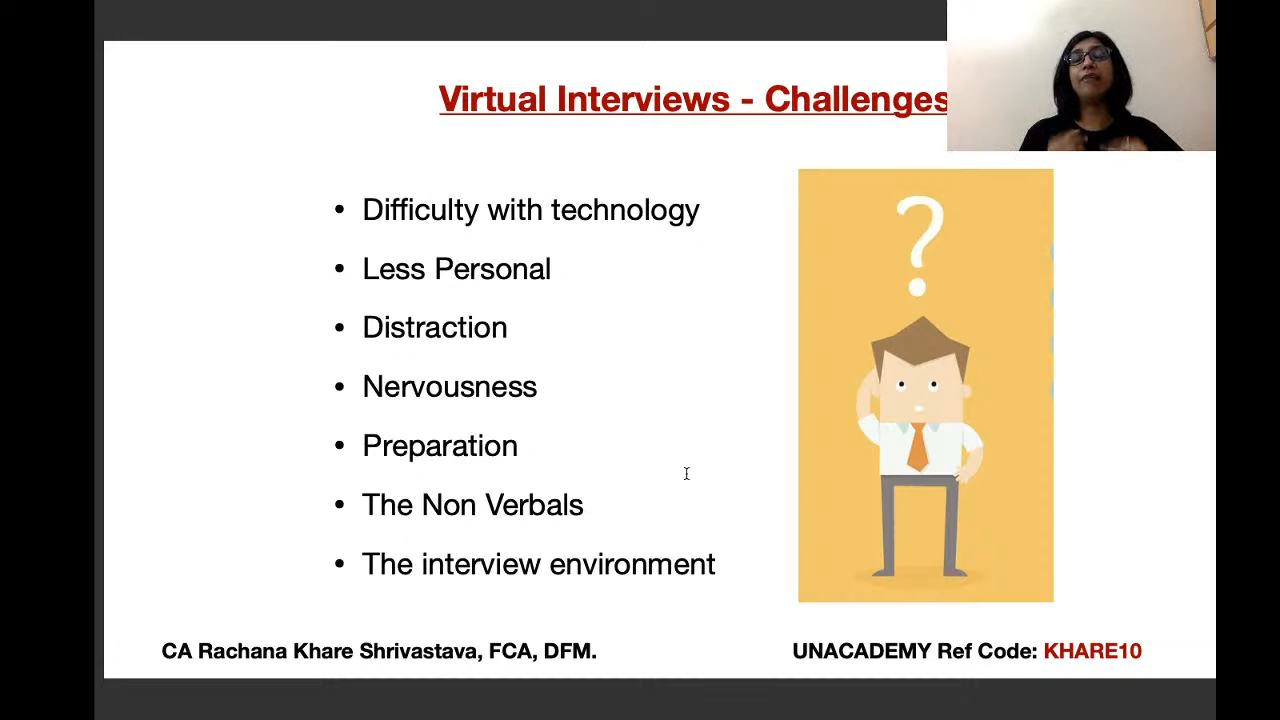 Virtual Interviews - Challenges
• Difficulty with technology
• Less Personal
• Distraction
• Nervousness
• Preparation
• The Non Verbals
• The interview environment
?
CA Rachana Khare Shrivastava, FCA, DFM.
UNACADEMY Ref Code: KHARE10